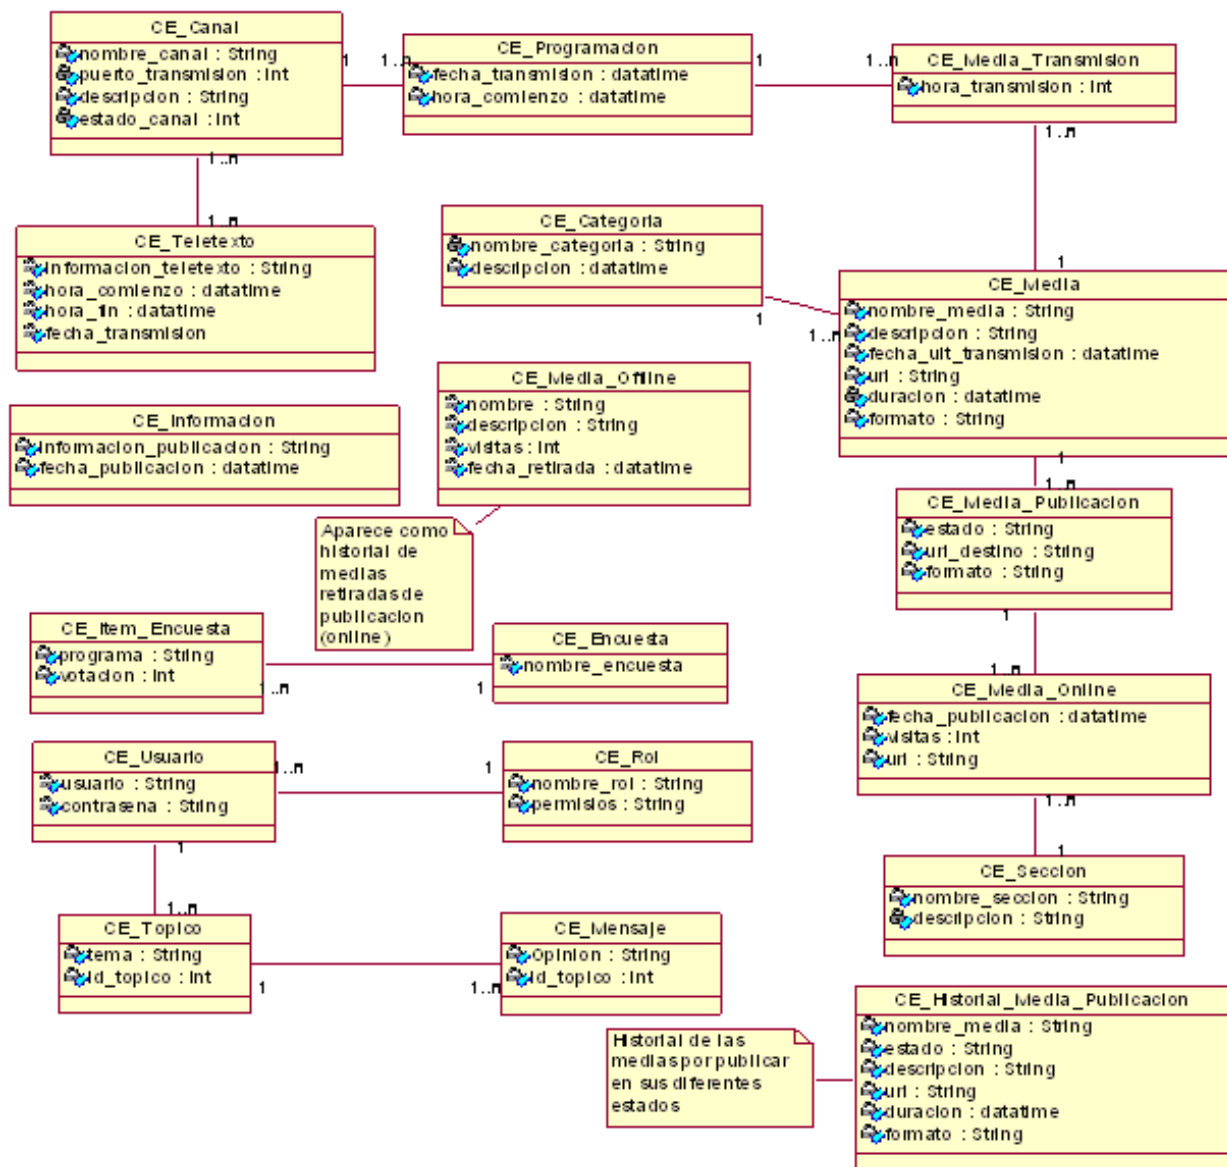 CE_Canal
nombre_canal : String
puerto_transmision : int
descripcion : String
estado_canal : int
1
1..n
CE_Programacion
fecha_transmision : datatime
hora_comienzo : datatime
1
1..n
CE_Media_Transmision
hora_transmision : int
1..n
1..n
1..n
CE_Teletexto
informacion_teletexto : String
hora_comienzo : datatime
hora_fin : datatime
fecha_transmision
CE_Categoria
nombre_categoria : String
descripcion : datatime
1
1..n
1
CE_Media
nombre_media : String
descripcion : String
fecha_ult_transmision : datatime
url : String
duracion : datatime
formato : String
CE_Informacion
informacion_publicacion : String
fecha_publicacion : datatime
CE_Media_Offline
nombre : String
descripcion : String
visitas : int
fecha_retirada : datatime
Aparece como
historial de
medias
retiradas de
publicacion
(online)
1
1..n
CE_Media_Publicacion
estado : String
url_destino : String
formato : String
1
1..n
CE_Item_Encuesta
programa : String
votacion : int
1..n
1
CE_Encuesta
nombre_encuesta
CE_Media_Online
fecha_publicacion : datatime
visitas : int
url : String
1..n
1
CE_Usuario
usuario : String
contrasena : String
1..n
1
CE_Rol
nombre_rol : String
permisios : String
1
1..n
CE_Seccion
nombre_seccion : String
descripcion : String
CE_Topico
tema : String
id_topico : int
1
1..n
CE_Mensaje
Opinion : String
id_topico : int
Historial de las
medias por publicar
en sus diferentes
estados
CE_Historial_Media_Publicacion
nombre_media : String
estado : String
descripcion : String
url : String
duracion : datatime
formato : String